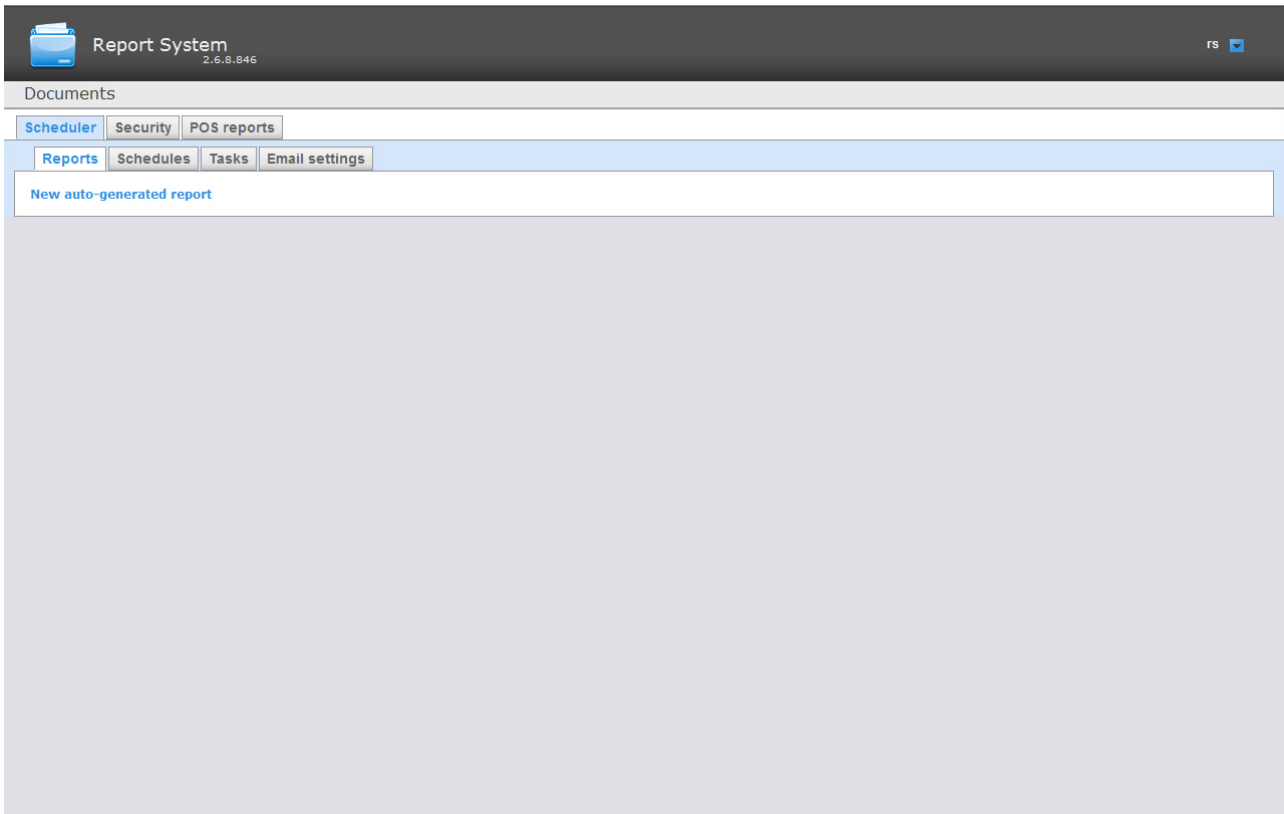 Report System
2.6.8.846
rs
Documents
Scheduler Security POS reports
Reports Schedules Tasks Email settings
New auto-generated report